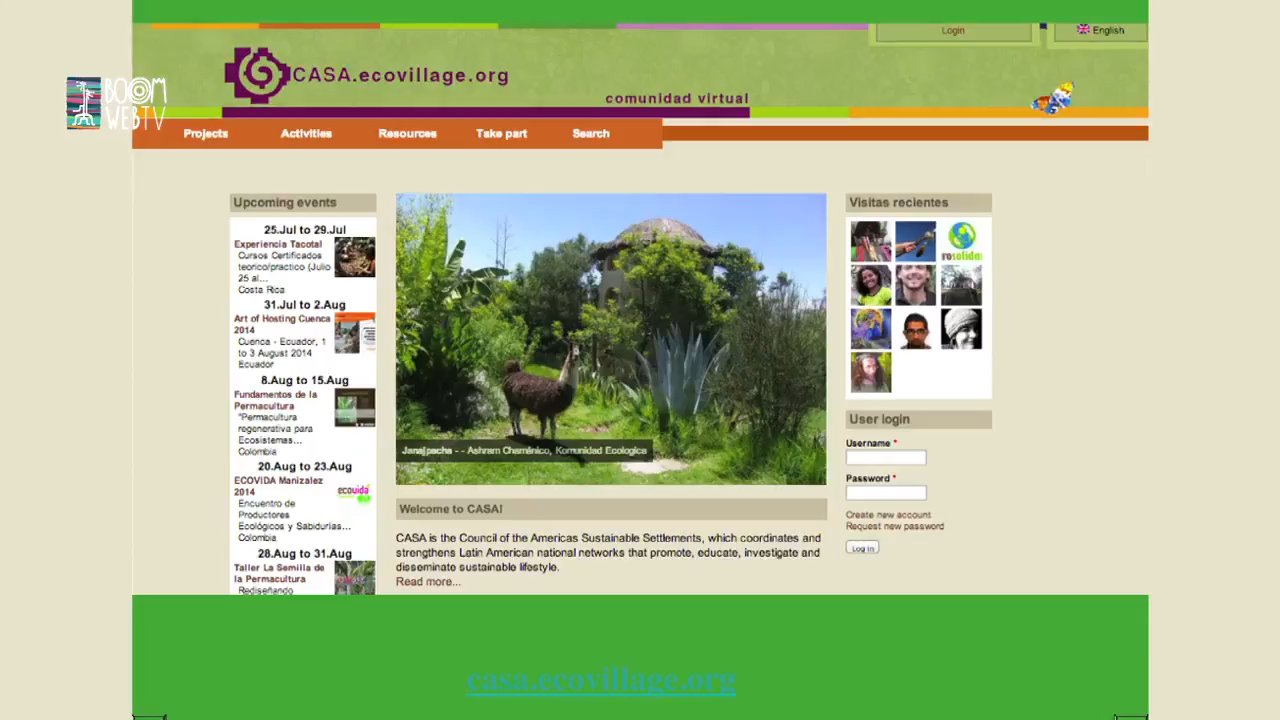 Login
English
BOOM
WEBTV
CASA.ecovillage.org
comunidad virtual
Projects
Activities
Resources
Take part
Search
Upcoming events
25.Jul to 29.Jul
Experiencia Tacotal
Cursos Certificados
teorico/practico (Julio
25 al...
Costa Rica
31.Jul to 2.Aug
Art of Hosting Cuenca
2014
Cuenca - Ecuador, 1
to 3 August 2014
Ecuador
8.Aug to 15.Aug
Fundamentos de la
Permacultura
"Permacultura
regenerativa para
Ecosistemas...
Colombia
20.Aug to 23.Aug
ECOVIDA Manizalez
2014
ecovida
Encuentro de
Productores
Ecológicos y Sabidurias...
Colombia
28.Aug to 31.Aug
Taller La Semilla de
la Permacultura
Rediseñando
Janajpacha - - Ashram Chamánico, Komunidad Ecologica
Welcome to CASA!
CASA is the Council of the Americas Sustainable Settlements, which coordinates and
strengthens Latin American national networks that promote, educate, investigate and
disseminate sustainable lifestyle.
Read more...
Visitas recientes
rosolidar
User login
Username *
Password *
Create new account
Request new password
Log in
casa.ecovillage.org